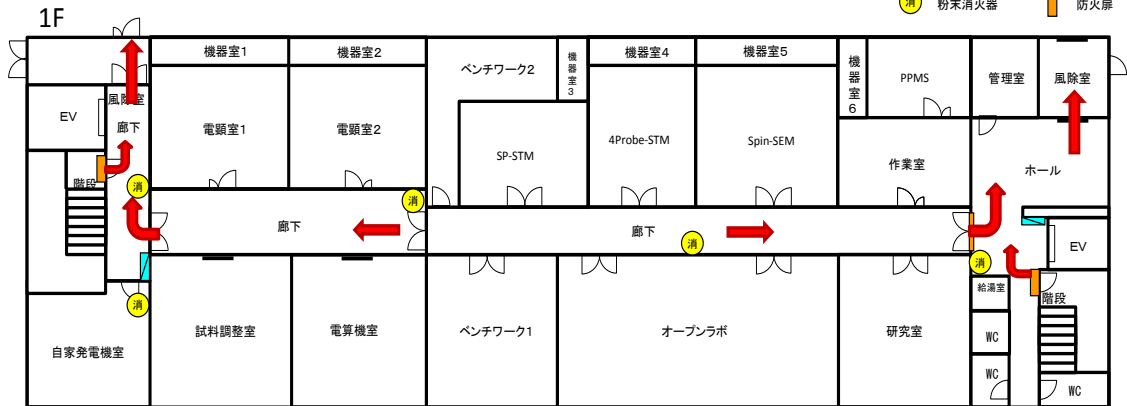 消 粉末消火器 防火扉
1F
機器室1
機器室2
ベンチワーク2
機器室3
機器室4
機器室5
機器室6
PPMS
管理室
風除室
EV
風除室
廊下
電顕室1
電顕室2
SP-STM
4Probe-STM
Spin-SEM
作業室
ホール
階段
消
消
廊下
廊下
消
消
EV
消
自家発電機室
試料調整室
電算機室
ベンチワーク1
オープンラボ
研究室
給湯室
階段
WC
WC
WC